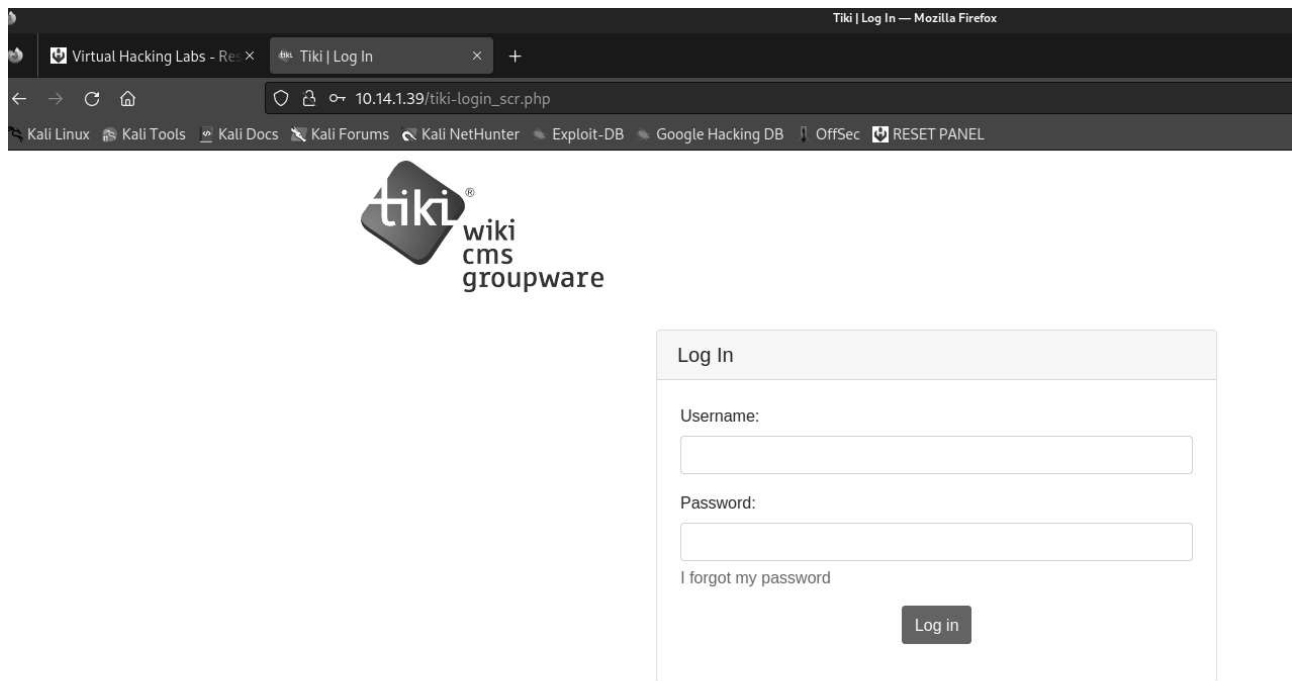 Tiki | Log In — Mozilla Firefox
Virtual Hacking Labs - Res Tiki | Log In
10.14.1.39/tiki-login_scr.php
Kali Linux Kali Tools Kali Docs Kali Forums Kali NetHunter Exploit-DB Google Hacking DB OffSec RESET PANEL
tiki®
wiki
cms
groupware
Log In
Username:
Password:
I forgot my password
Log in